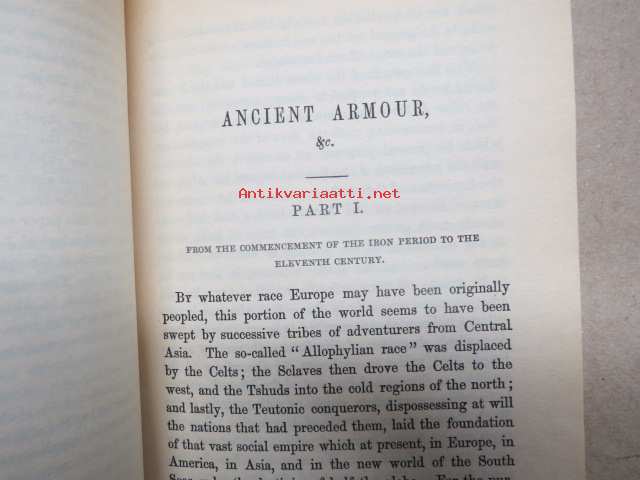 ANCIENT ARMOUR,
&c.
Antikvariaatti.net
PART I.
FROM THE COMMENCEMENT OF THE IRON PERIOD TO THE
ELEVENTH CENTURY.
By whatever race Europe may have been originally
peopled, this portion of the world seems to have been
swept by successive tribes of adventurers from Central
Asia. The so-called "Allophylian race" was displaced
by the Celts; the Sclaves then drove the Celts to the
west, and the Tshuds into the cold regions of the north;
and lastly, the Teutonic conquerors, dispossessing at will
the nations that had preceded them, laid the foundation
of that vast social empire which at present, in Europe, in
America, in Asia, and in the new world of the South